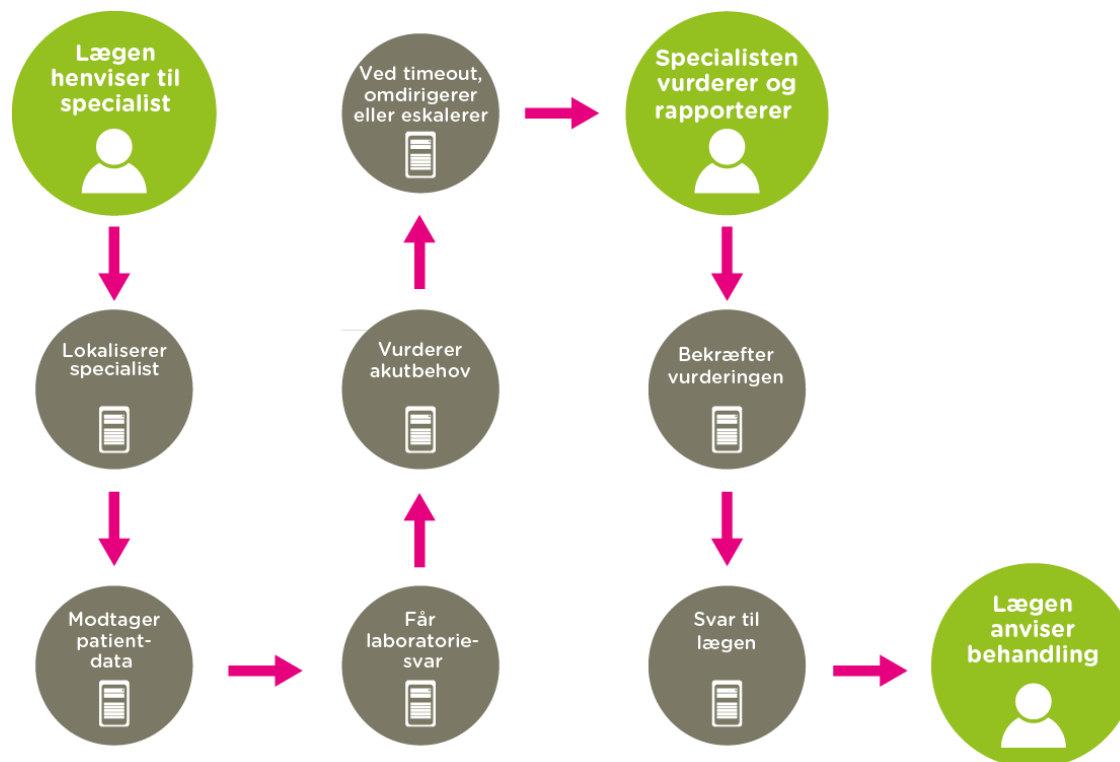 Lægen
henviser til
specialist
Lokaliserer
specialist
Modtager
patient-
data
Får
laboratorie-
svar
Vurderer
akutbehov
Ved timeout,
omdirigerer
eller eskalerer
Specialisten
vurderer og
rapporterer
Bekræfter
vurderingen
Svar til
lægen
Lægen
anviser
behandling